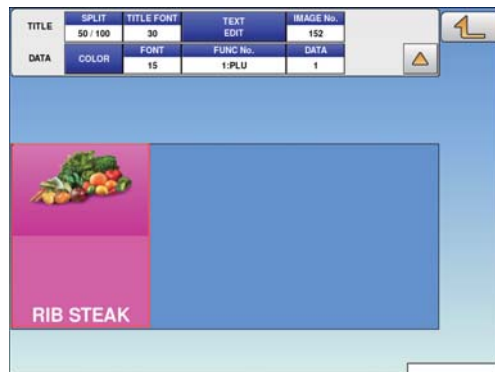 TITLE SPLIT TITLE FONT TEXT EDIT IMAGE No.
50 / 100 30 152
DATA COLOR FONT FUNC No. DATA
15 1:PLU 1
RIB STEAK